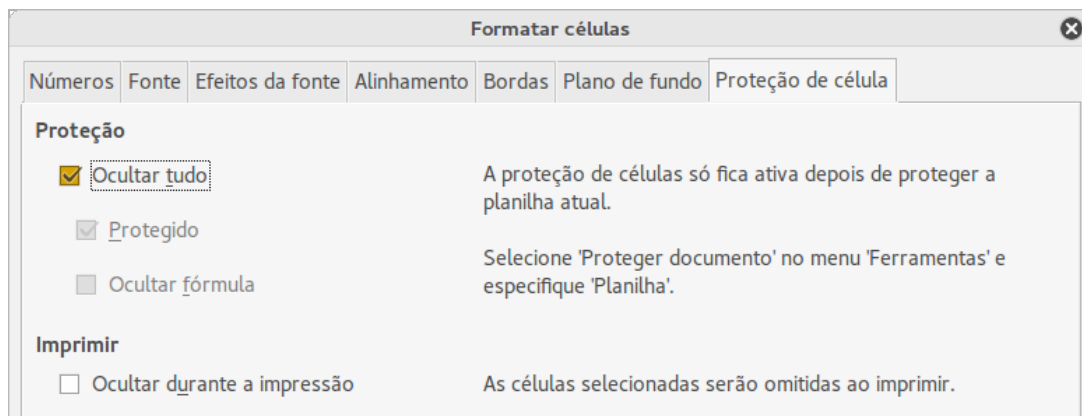 Formatar células
Números Fonte Efeitos da fonte Alinhamento Bordas Plano de fundo Proteção de célula
Proteção
Ocultar tudo
A proteção de células só fica ativa depois de proteger a
planilha atual.
Protegido
Selecione 'Proteger documento' no menu 'Ferramentas' e
especifique 'Planilha'.
Ocultar fórmula
Imprimir
Ocultar durante a impressão
As células selecionadas serão omitidas ao imprimir.